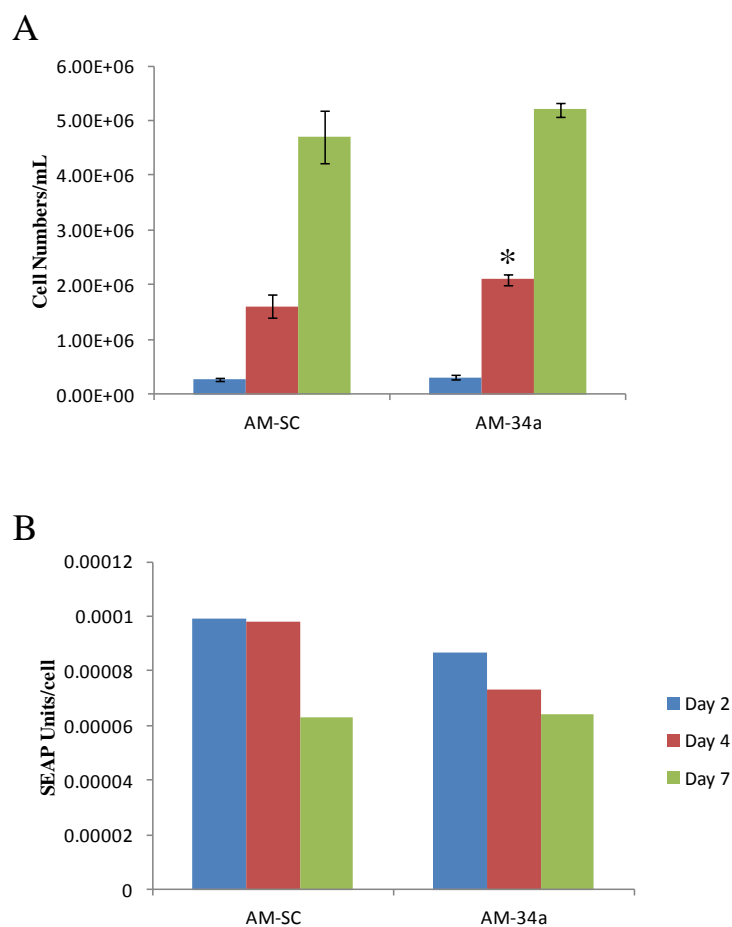 A
6.00E+06
5.00E+06
4.00E+06
3.00E+06
2.00E+06
1.00E+06
0.00E+00
Cell Numbers/mL
*
AM-SC AM-34a
B
0.00012
0.0001
0.00008
0.00006
0.00004
0.00002
0
SEAP Units/cell
AM-SC AM-34a
Day 2
Day 4
Day 7